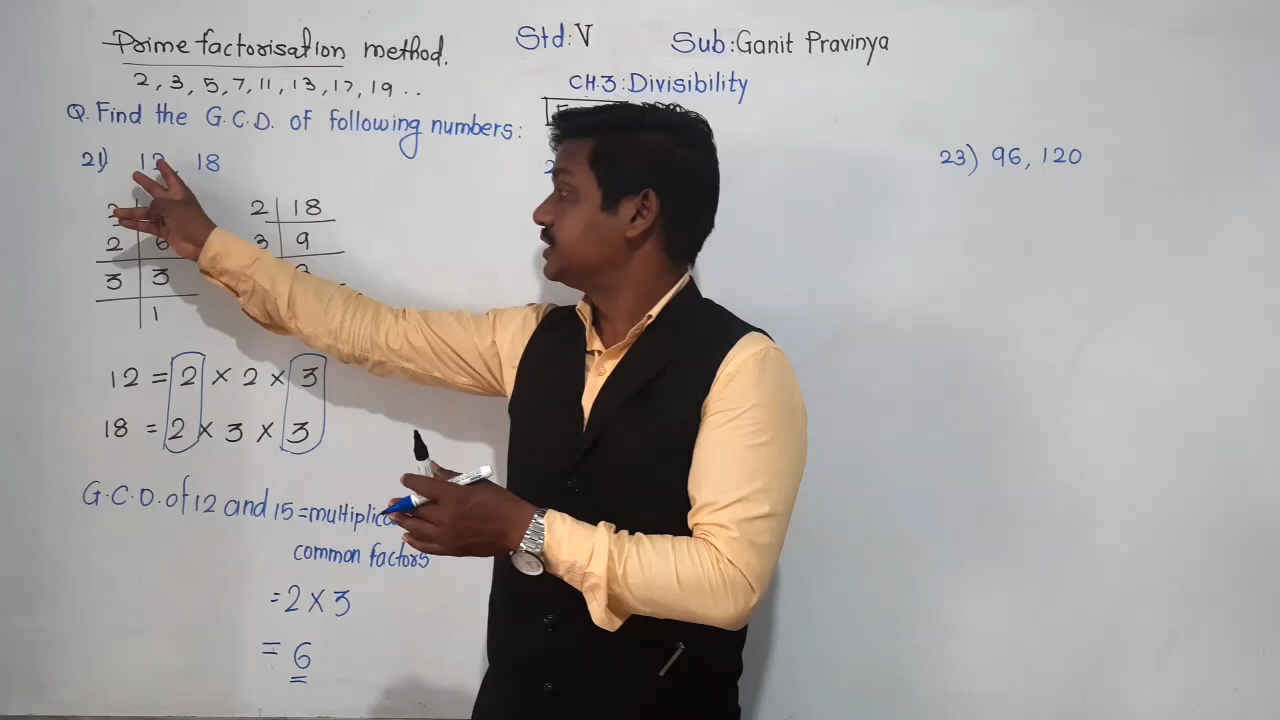 Prime factorisation method.
2, 3, 5, 7, 11, 13, 17, 19 ..
Std: V Sub: Ganit Pravinya
CH.3: Divisibility
Q. Find the G.C.D. of following numbers:
21) 12 18
2
2 6
3 3
1
2 18
3 9
12 = 2 × 2 × 3
18 = 2 × 3 × 3
G.C.D. of 12 and 15 =
common factors
= 2 × 3
= 6
23) 96, 120